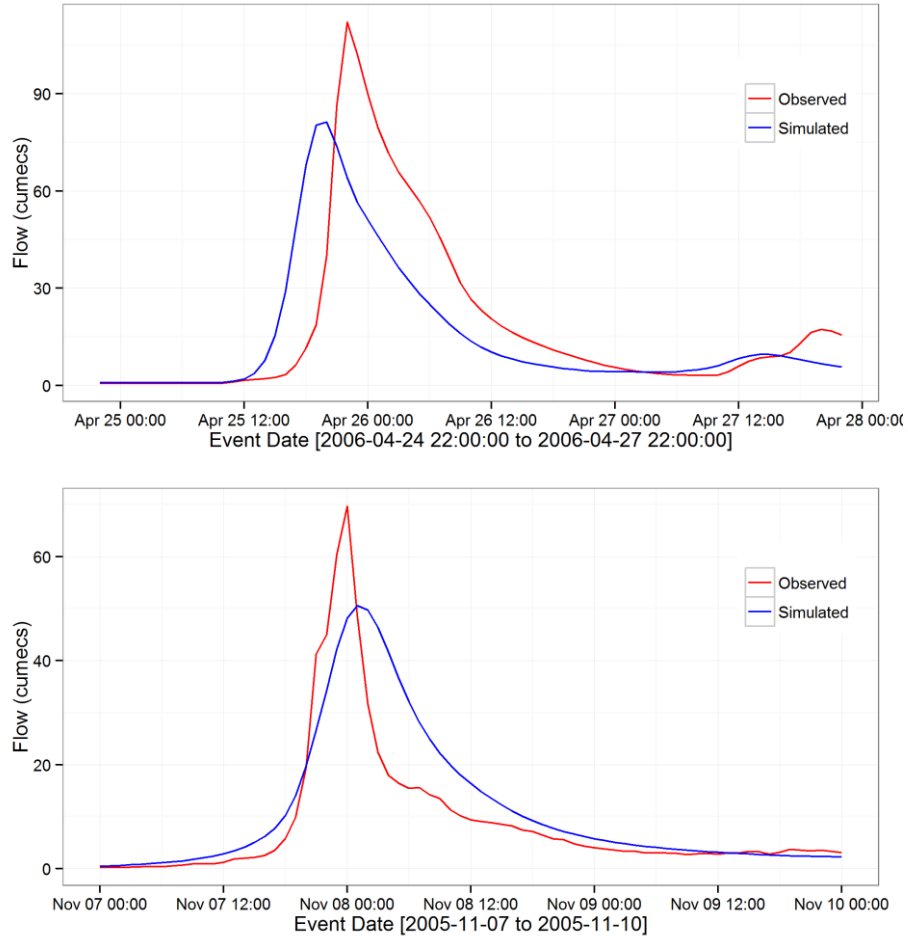 90
60
30
0
Flow (cumecs)
Observed
Simulated
Apr 25 00:00 Apr 25 12:00 Apr 26 00:00 Apr 26 12:00 Apr 27 00:00 Apr 27 12:00 Apr 28 00:00
Event Date [2006-04-24 22:00:00 to 2006-04-27 22:00:00]
60
40
20
0
Flow (cumecs)
Observed
Simulated
Nov 07 00:00 Nov 07 12:00 Nov 08 00:00 Nov 08 12:00 Nov 09 00:00 Nov 09 12:00 Nov 10 00:00
Event Date [2005-11-07 to 2005-11-10]